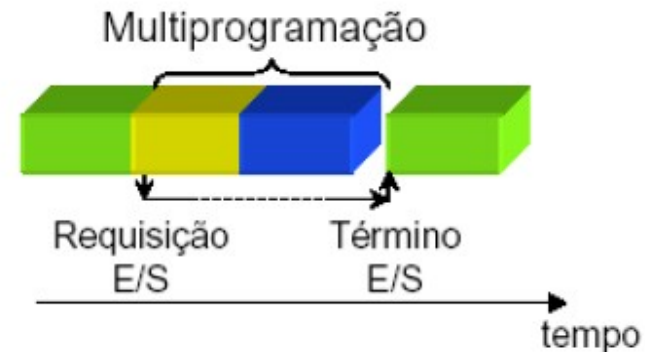 Multiprogramação
Requisição
E/S
Término
E/S
tempo